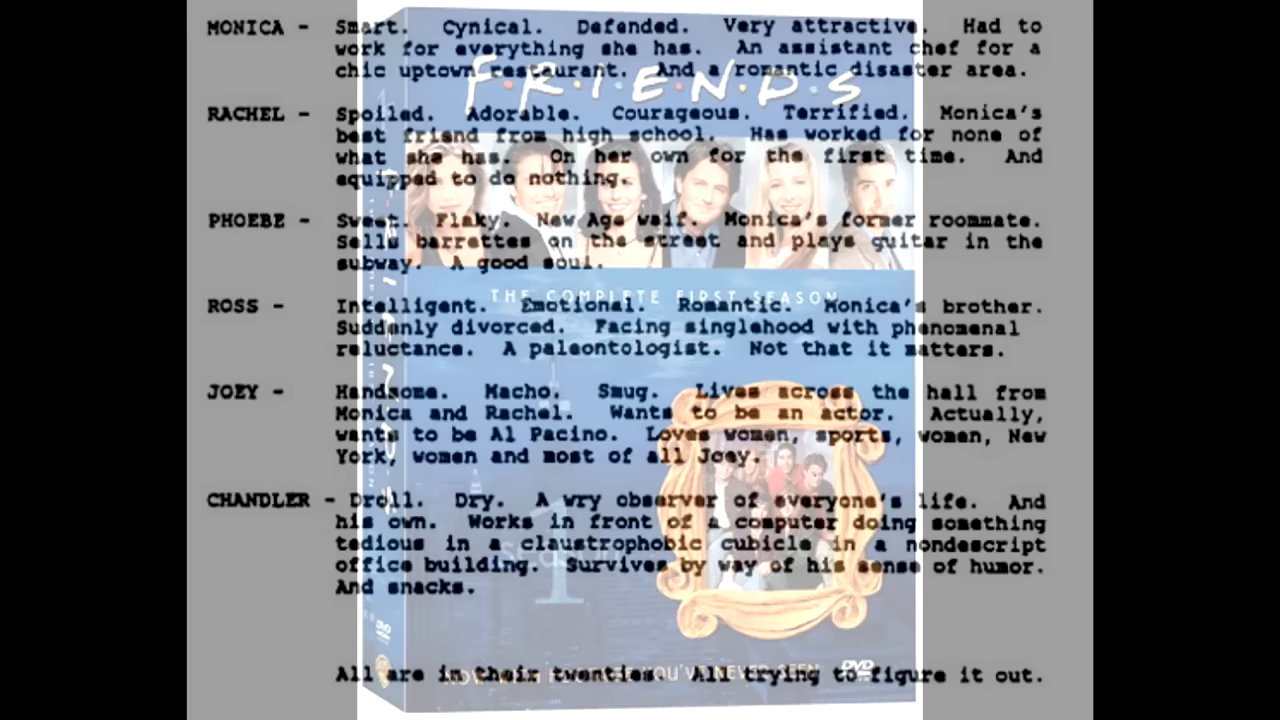 MONICA - Smart. Cynical. Defended. Very attractive. Had to
work for everything she has. An assistant chef for a
chic uptown restaurant. And a romantic disaster area.
F·R·I·E·N·D·S
RACHEL - Spoiled. Adorable. Courageous. Terrified. Monica's
best friend from high school. Has worked for none of
what she has. On her own for the first time. And
equipped to do nothing.
PHOEBE - Sweet. Flaky. New Age waif. Monica's former roommate.
Sells barrettes on the street and plays guitar in the
subway. A good soul.
THE COMPLETE FIRST SEASON
ROSS - Intelligent. Emotional. Romantic. Monica's brother.
Suddenly divorced. Facing singlehood with phenomenal
reluctance. A paleontologist. Not that it matters.
JOEY - Handsome. Macho. Smug. Lives across the hall from
Monica and Rachel. Wants to be an actor. Actually,
wants to be Al Pacino. Loves women, sports, women, New
York, women and most of all Joey.
CHANDLER - Droll. Dry. A wry observer of everyone's life. And
his own. Works in front of a computer doing something
tedious in a claustrophobic cubicle in a nondescript
office building. Survives by way of his sense of humor.
And snacks.
season
1
DVD
All are in their twenties. All trying to figure it out.
YOU'VE NEVER SEEN
DVD